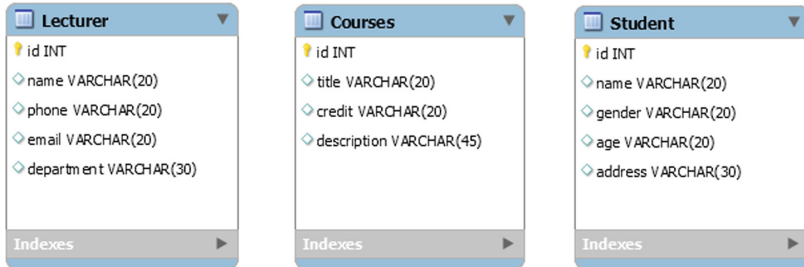 Lecturer
id INT
name VARCHAR(20)
phone VARCHAR(20)
email VARCHAR(20)
department VARCHAR(30)
Indexes
Courses
id INT
title VARCHAR(20)
credit VARCHAR(20)
description VARCHAR(45)
Indexes
Student
id INT
name VARCHAR(20)
gender VARCHAR(20)
age VARCHAR(20)
address VARCHAR(30)
Indexes